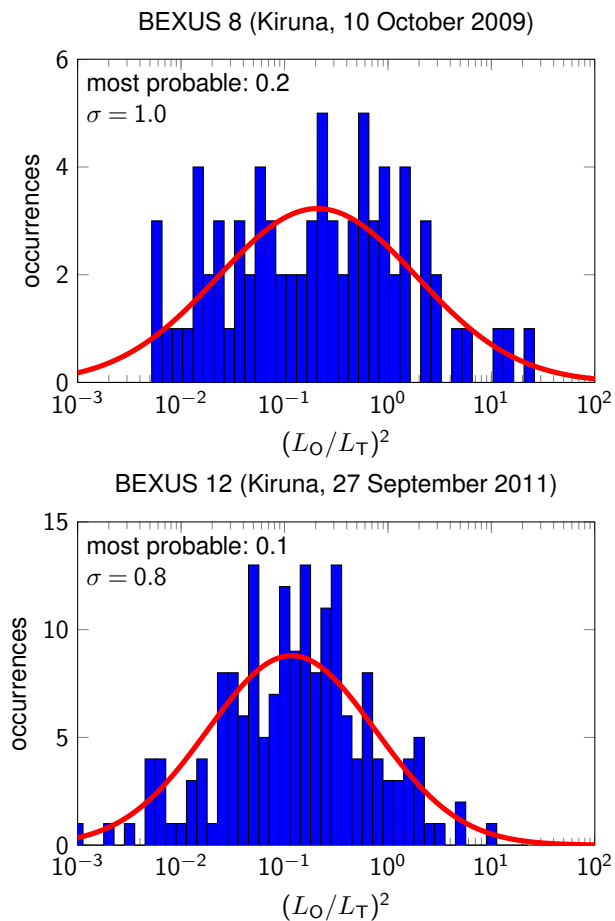 BEXUS 8 (Kiruna, 10 October 2009)
6
most probable: 0.2
σ = 1.0
4
occurrences
2
0
10⁻³ 10⁻² 10⁻¹ 10⁰ 10¹ 10²
(L_O/L_T)²
BEXUS 12 (Kiruna, 27 September 2011)
15
most probable: 0.1
σ = 0.8
10
occurrences
5
0
10⁻³ 10⁻² 10⁻¹ 10⁰ 10¹ 10²
(L_O/L_T)²